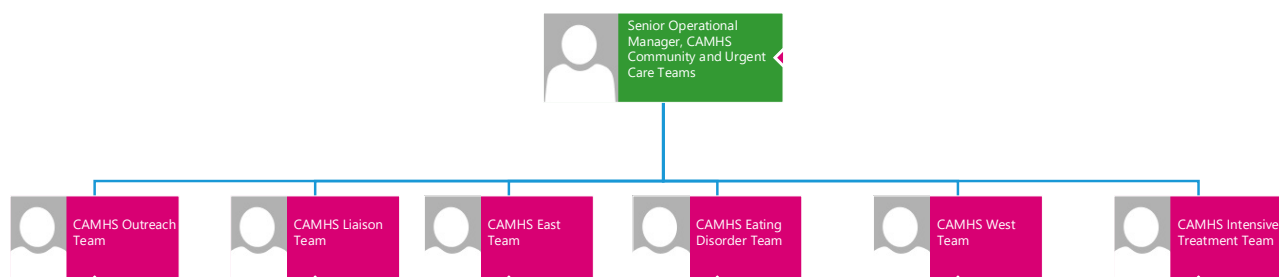 Senior Operational
Manager, CAMHS
Community and Urgent
Care Teams
CAMHS Outreach
Team
CAMHS Liaison
Team
CAMHS East
Team
CAMHS Eating
Disorder Team
CAMHS West
Team
CAMHS Intensive
Treatment Team